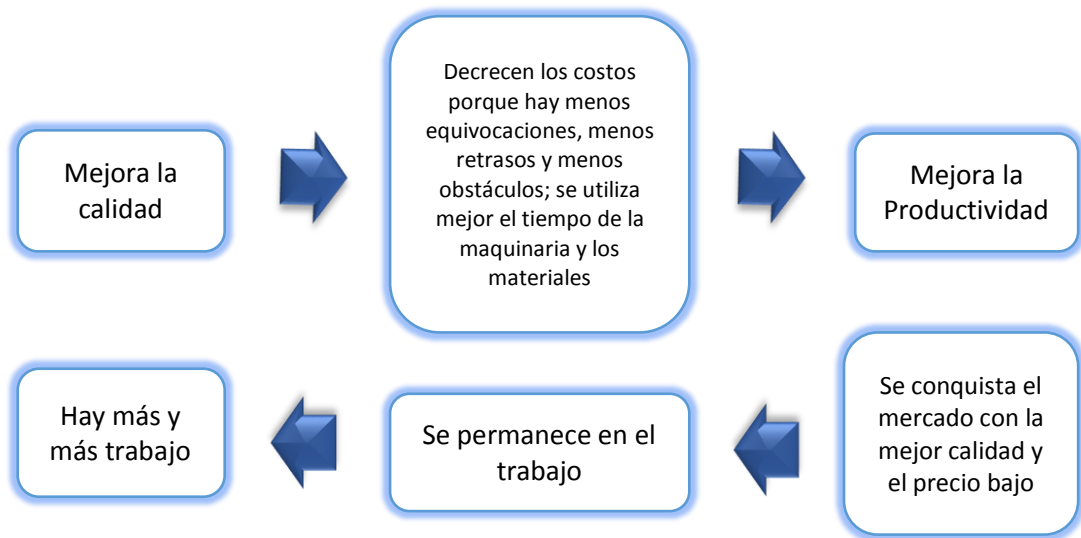 Mejora la
calidad
Decrecen los costos
porque hay menos
equivocaciones, menos
retrasos y menos
obstáculos; se utiliza
mejor el tiempo de la
maquinaria y los
materiales
Mejora la
Productividad
Se conquista el
mercado con la
mejor calidad y
el precio bajo
Se permanece en el
trabajo
Hay más y
más trabajo